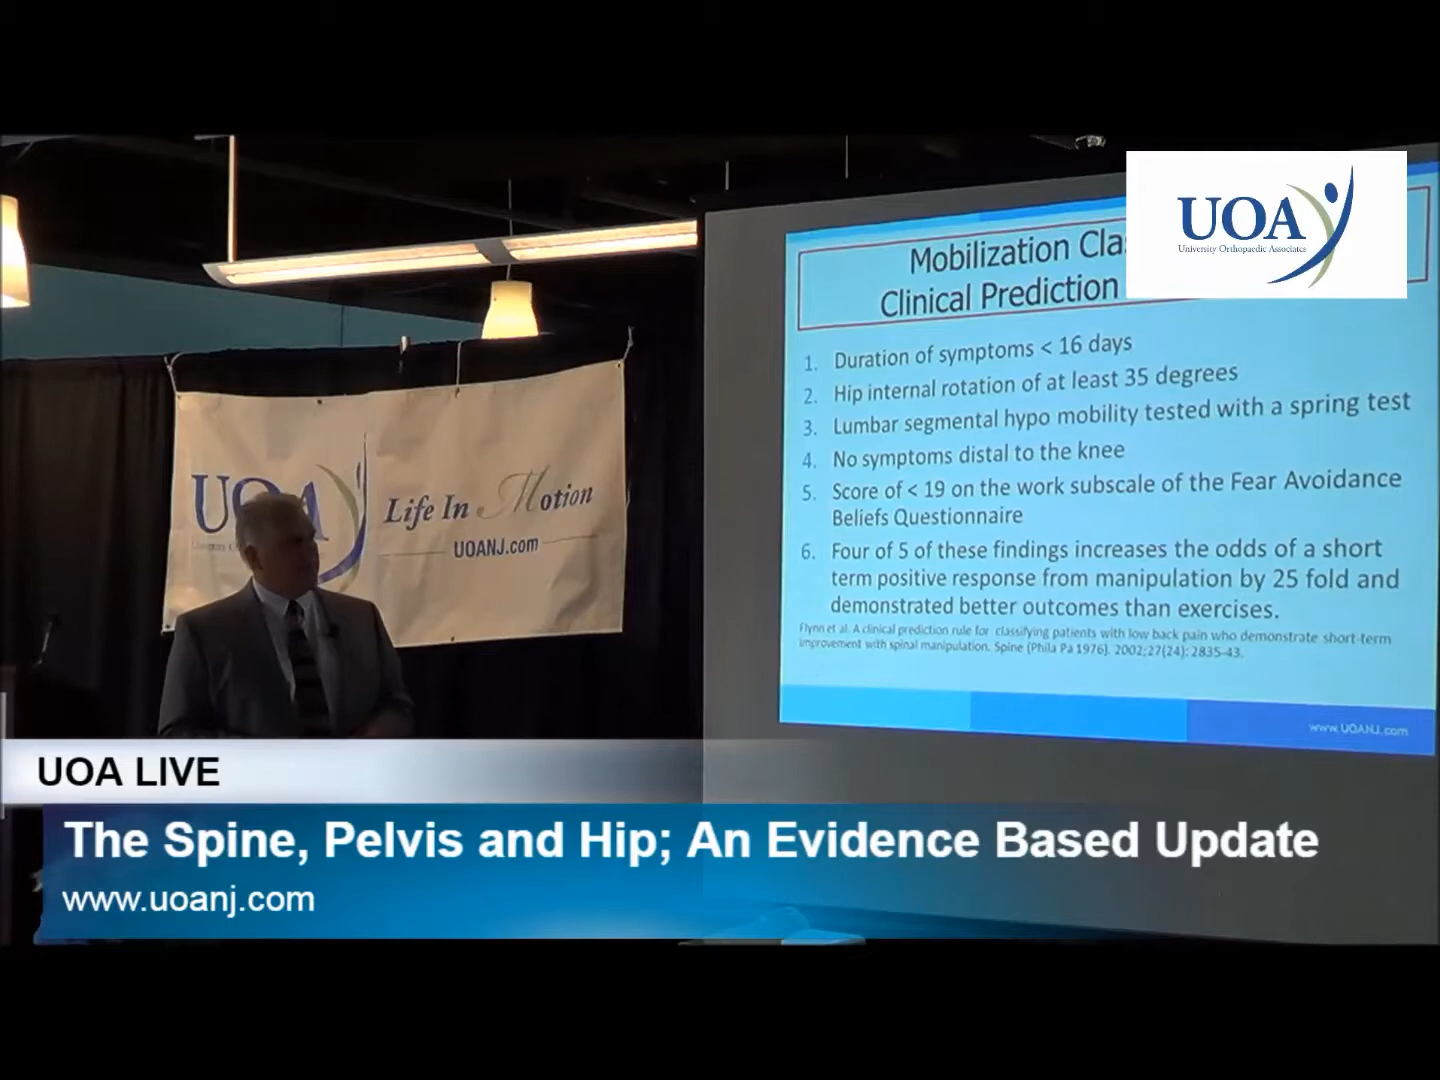 UOA
University Orthopaedic Associates
Mobilization
Clinical Prediction
1. Duration of symptoms < 16 days
2. Hip internal rotation of at least 35 degrees
3. Lumbar segmental hypo mobility tested with a spring test
4. No symptoms distal to the knee
5. Score of < 19 on the work subscale of the Fear Avoidance
Beliefs Questionnaire
6. Four of 5 of these findings increases the odds of a short
term positive response from manipulation by 25 fold and
demonstrated better outcomes than exercises.
Flynn et al. A clinical prediction rule for classifying patients with low back pain who demonstrate short-term
improvement with spinal manipulation. Spine (Phila Pa 1976). 2002;27(24): 2835-43.
www.UOANJ.com
UOA
Life In Motion
UOANJ.com
UOA LIVE
The Spine, Pelvis and Hip; An Evidence Based Update
www.uoanj.com